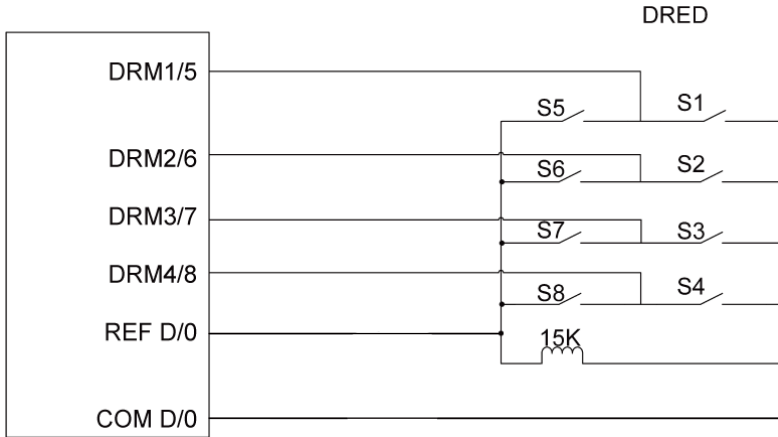 DRED
DRM1/5
S5
S1
DRM2/6
S6
S2
DRM3/7
S7
S3
DRM4/8
S8
S4
REF D/0
15K
COM D/0